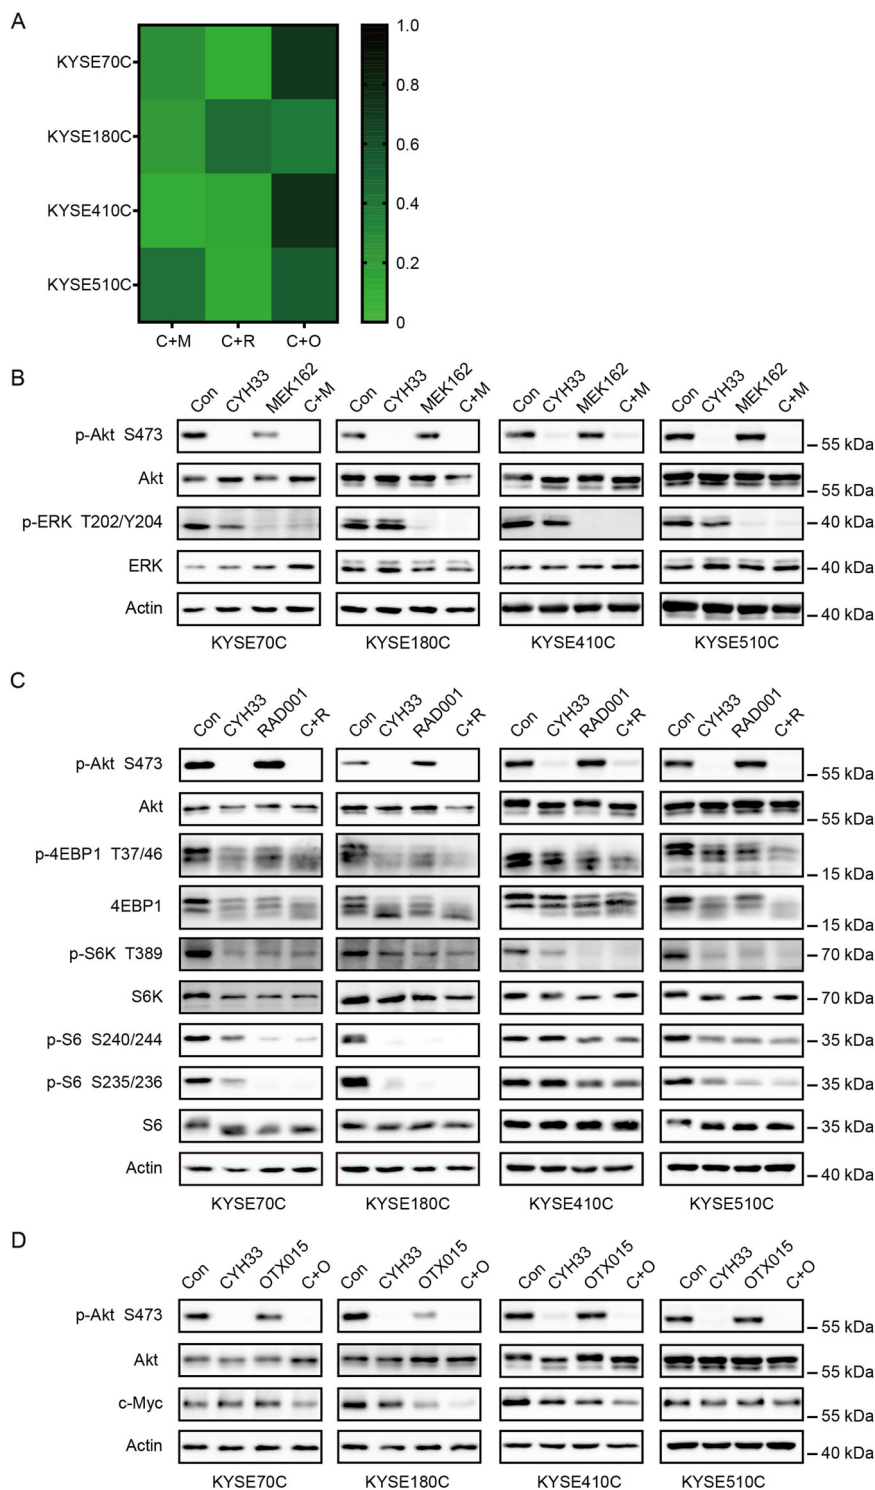 A
KYSE70C
KYSE180C
KYSE410C
KYSE510C
C+M C+R C+O
1.0
0.8
0.6
0.4
0.2
0
B
Con CYH33 MEK162 C+M Con CYH33 MEK162 C+M Con CYH33 MEK162 C+M Con CYH33 MEK162 C+M
p-Akt S473 55 kDa
Akt 55 kDa
p-ERK T202/Y204 40 kDa
ERK 40 kDa
Actin 40 kDa
KYSE70C KYSE180C KYSE410C KYSE510C
C
Con CYH33 RAD001 C+R Con CYH33 RAD001 C+R Con CYH33 RAD001 C+R Con CYH33 RAD001 C+R
p-Akt S473 55 kDa
Akt 55 kDa
p-4EBP1 T37/46 15 kDa
4EBP1 15 kDa
p-S6K T389 70 kDa
S6K 70 kDa
p-S6 S240/244 35 kDa
p-S6 S235/236 35 kDa
S6 35 kDa
Actin 40 kDa
KYSE70C KYSE180C KYSE410C KYSE510C
D
Con CYH33 OTX015 C+O Con CYH33 OTX015 C+O Con CYH33 OTX015 C+O Con CYH33 OTX015 C+O
p-Akt S473 55 kDa
Akt 55 kDa
c-Myc 55 kDa
Actin 40 kDa
KYSE70C KYSE180C KYSE410C KYSE510C